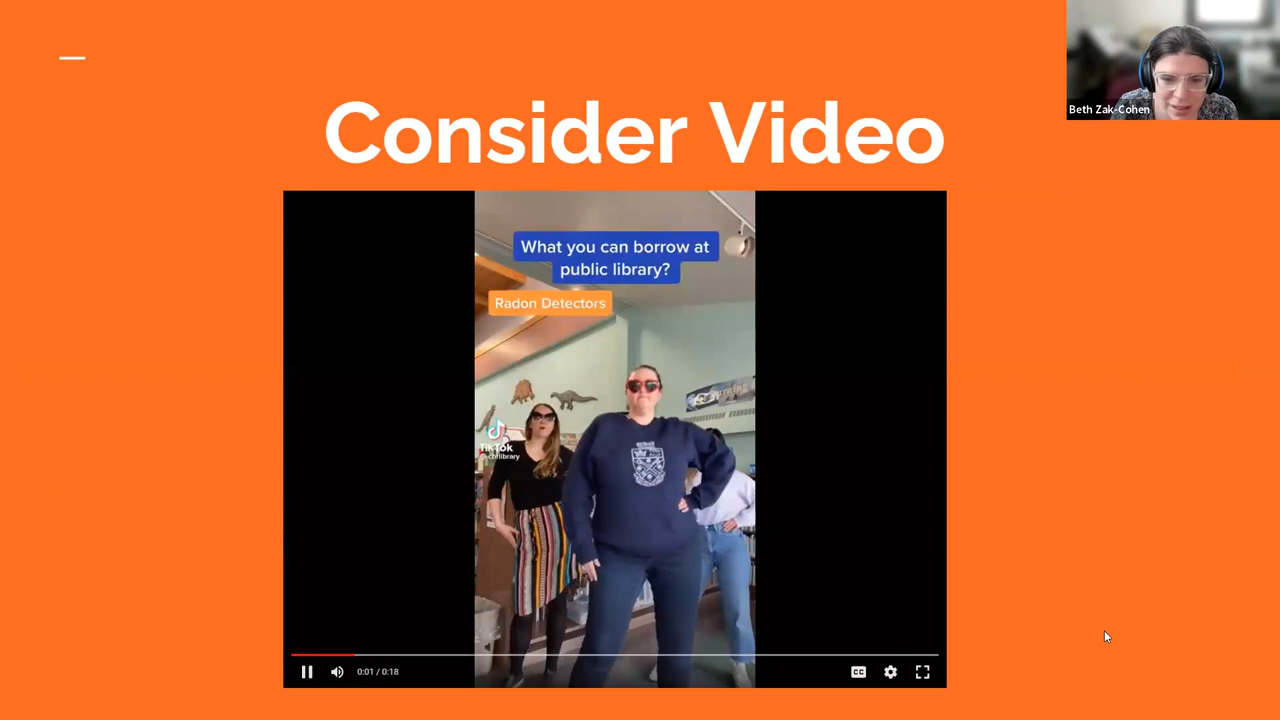 Consider Video
Beth Zak-Cohen
What you can borrow at
public library?
Radon Detectors
TikTok
0:01 / 0:18
CC